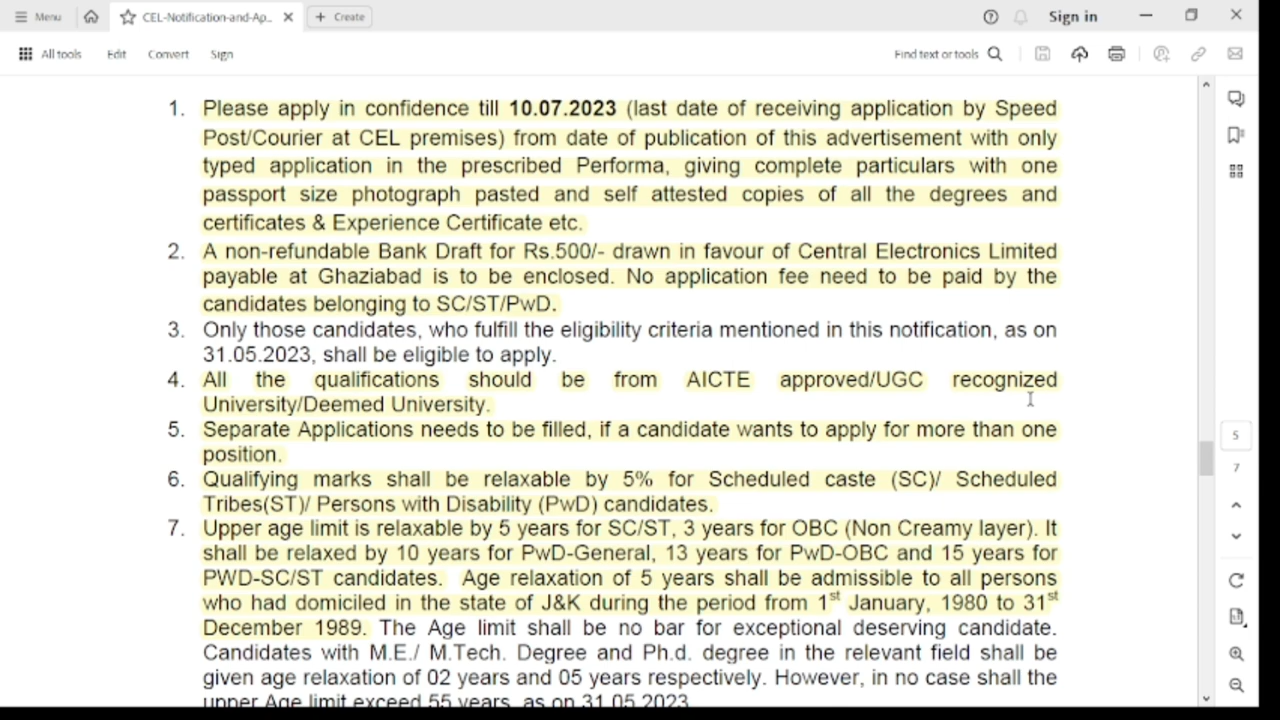 Menu
CEL-Notification-and-Ap...
+ Create
Sign in
All tools
Edit
Convert
Sign
Find text or tools
1. Please apply in confidence till 10.07.2023 (last date of receiving application by Speed
Post/Courier at CEL premises) from date of publication of this advertisement with only
typed application in the prescribed Performa, giving complete particulars with one
passport size photograph pasted and self attested copies of all the degrees and
certificates & Experience Certificate etc.
2. A non-refundable Bank Draft for Rs.500/- drawn in favour of Central Electronics Limited
payable at Ghaziabad is to be enclosed. No application fee need to be paid by the
candidates belonging to SC/ST/PwD.
3. Only those candidates, who fulfill the eligibility criteria mentioned in this notification, as on
31.05.2023, shall be eligible to apply.
4. All the qualifications should be from AICTE approved/UGC recognized
University/Deemed University.
5. Separate Applications needs to be filled, if a candidate wants to apply for more than one
position.
6. Qualifying marks shall be relaxable by 5% for Scheduled caste (SC)/ Scheduled
Tribes(ST)/ Persons with Disability (PwD) candidates.
7. Upper age limit is relaxable by 5 years for SC/ST, 3 years for OBC (Non Creamy layer). It
shall be relaxed by 10 years for PwD-General, 13 years for PwD-OBC and 15 years for
PWD-SC/ST candidates. Age relaxation of 5 years shall be admissible to all persons
who had domiciled in the state of J&K during the period from 1st January, 1980 to 31st
December 1989. The Age limit shall be no bar for exceptional deserving candidate.
Candidates with M.E./ M.Tech. Degree and Ph.d. degree in the relevant field shall be
given age relaxation of 02 years and 05 years respectively. However, in no case shall the
upper Age limit exceed 55 years, as on 31.05.2023.
5
7